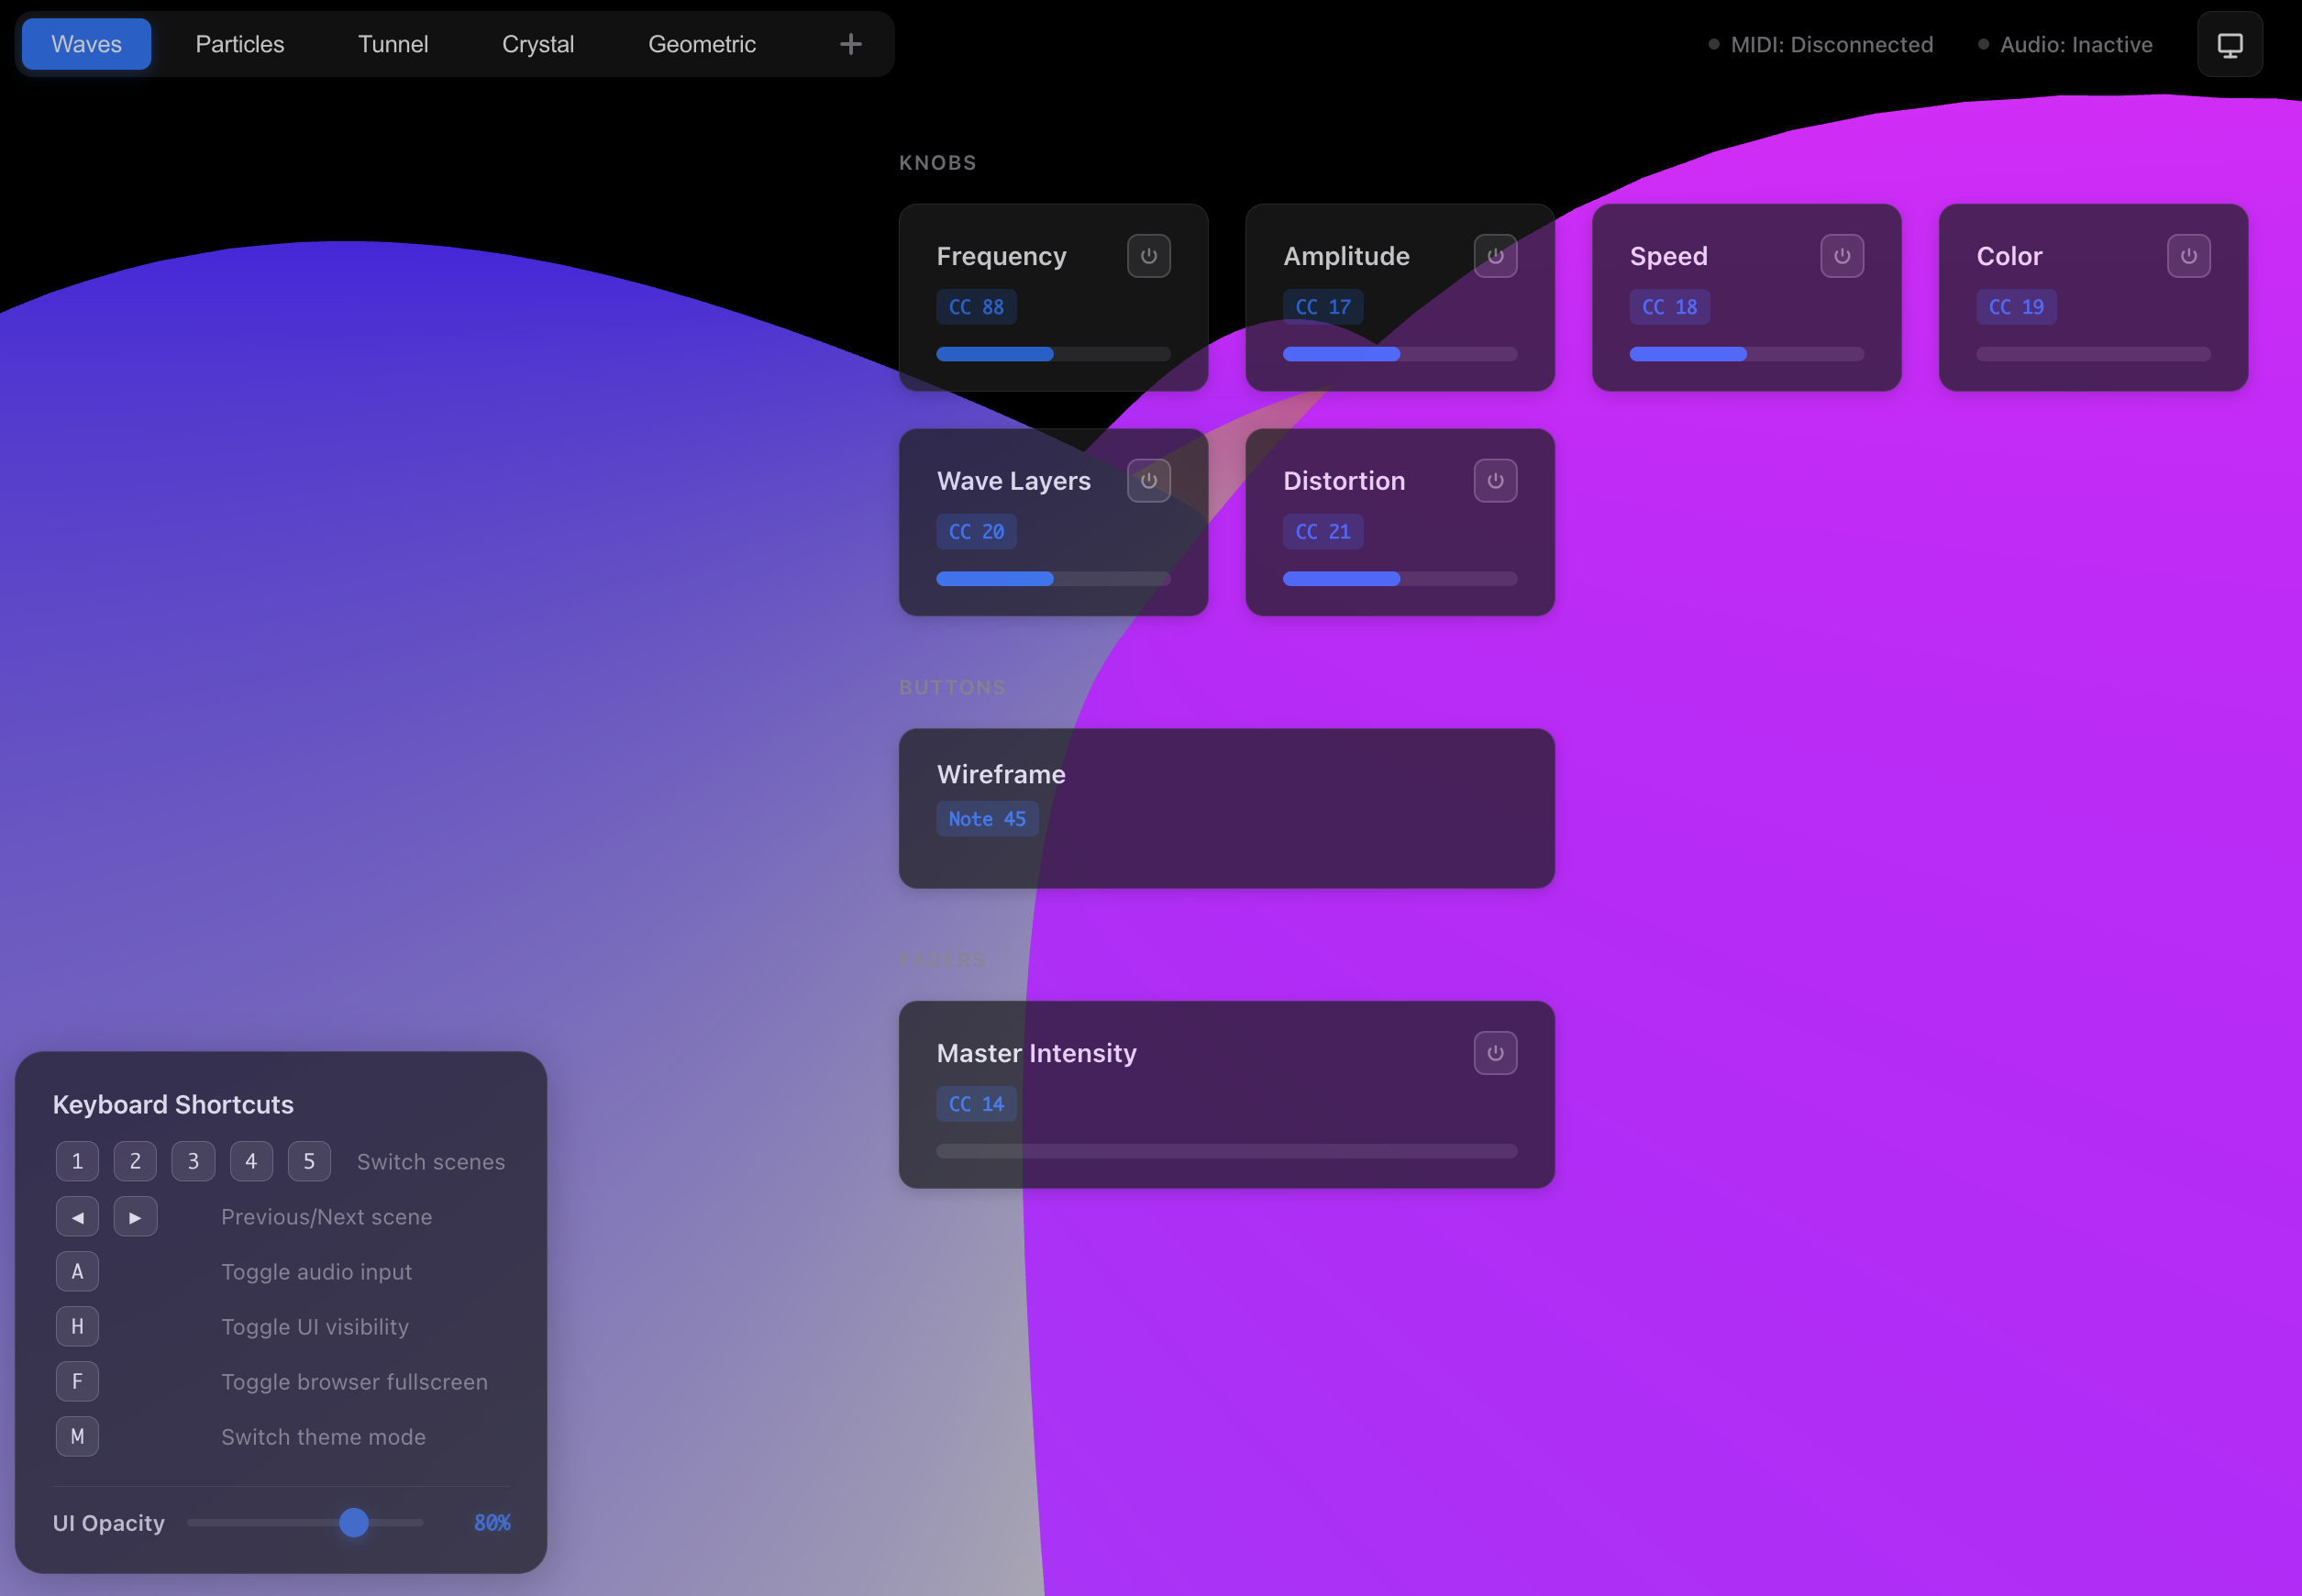 Waves Particles Tunnel Crystal Geometric +
MIDI: Disconnected Audio: Inactive
KNOBS
Frequency Amplitude Speed Color
CC 88 CC 17 CC 18 CC 19
Wave Layers Distortion
CC 20 CC 21
BUTTONS
Wireframe
Note 45
FADERS
Master Intensity
CC 14
Keyboard Shortcuts
1 2 3 4 5 Switch scenes
◀ ▶ Previous/Next scene
A Toggle audio input
H Toggle UI visibility
F Toggle browser fullscreen
M Switch theme mode
UI Opacity 80%